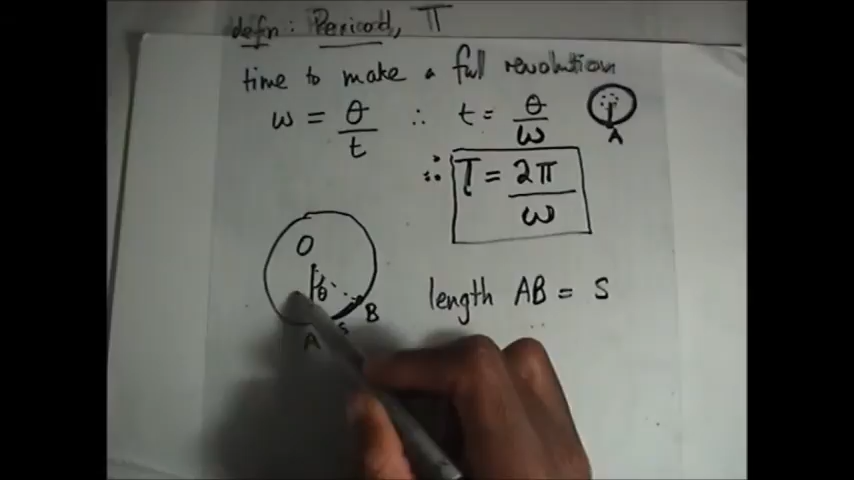 defn: Period, T
time to make a full revolution
ω = θ/t ∴ t = θ/ω
A
∴ T = 2π/ω
O
θ
length AB = S
B
S
A